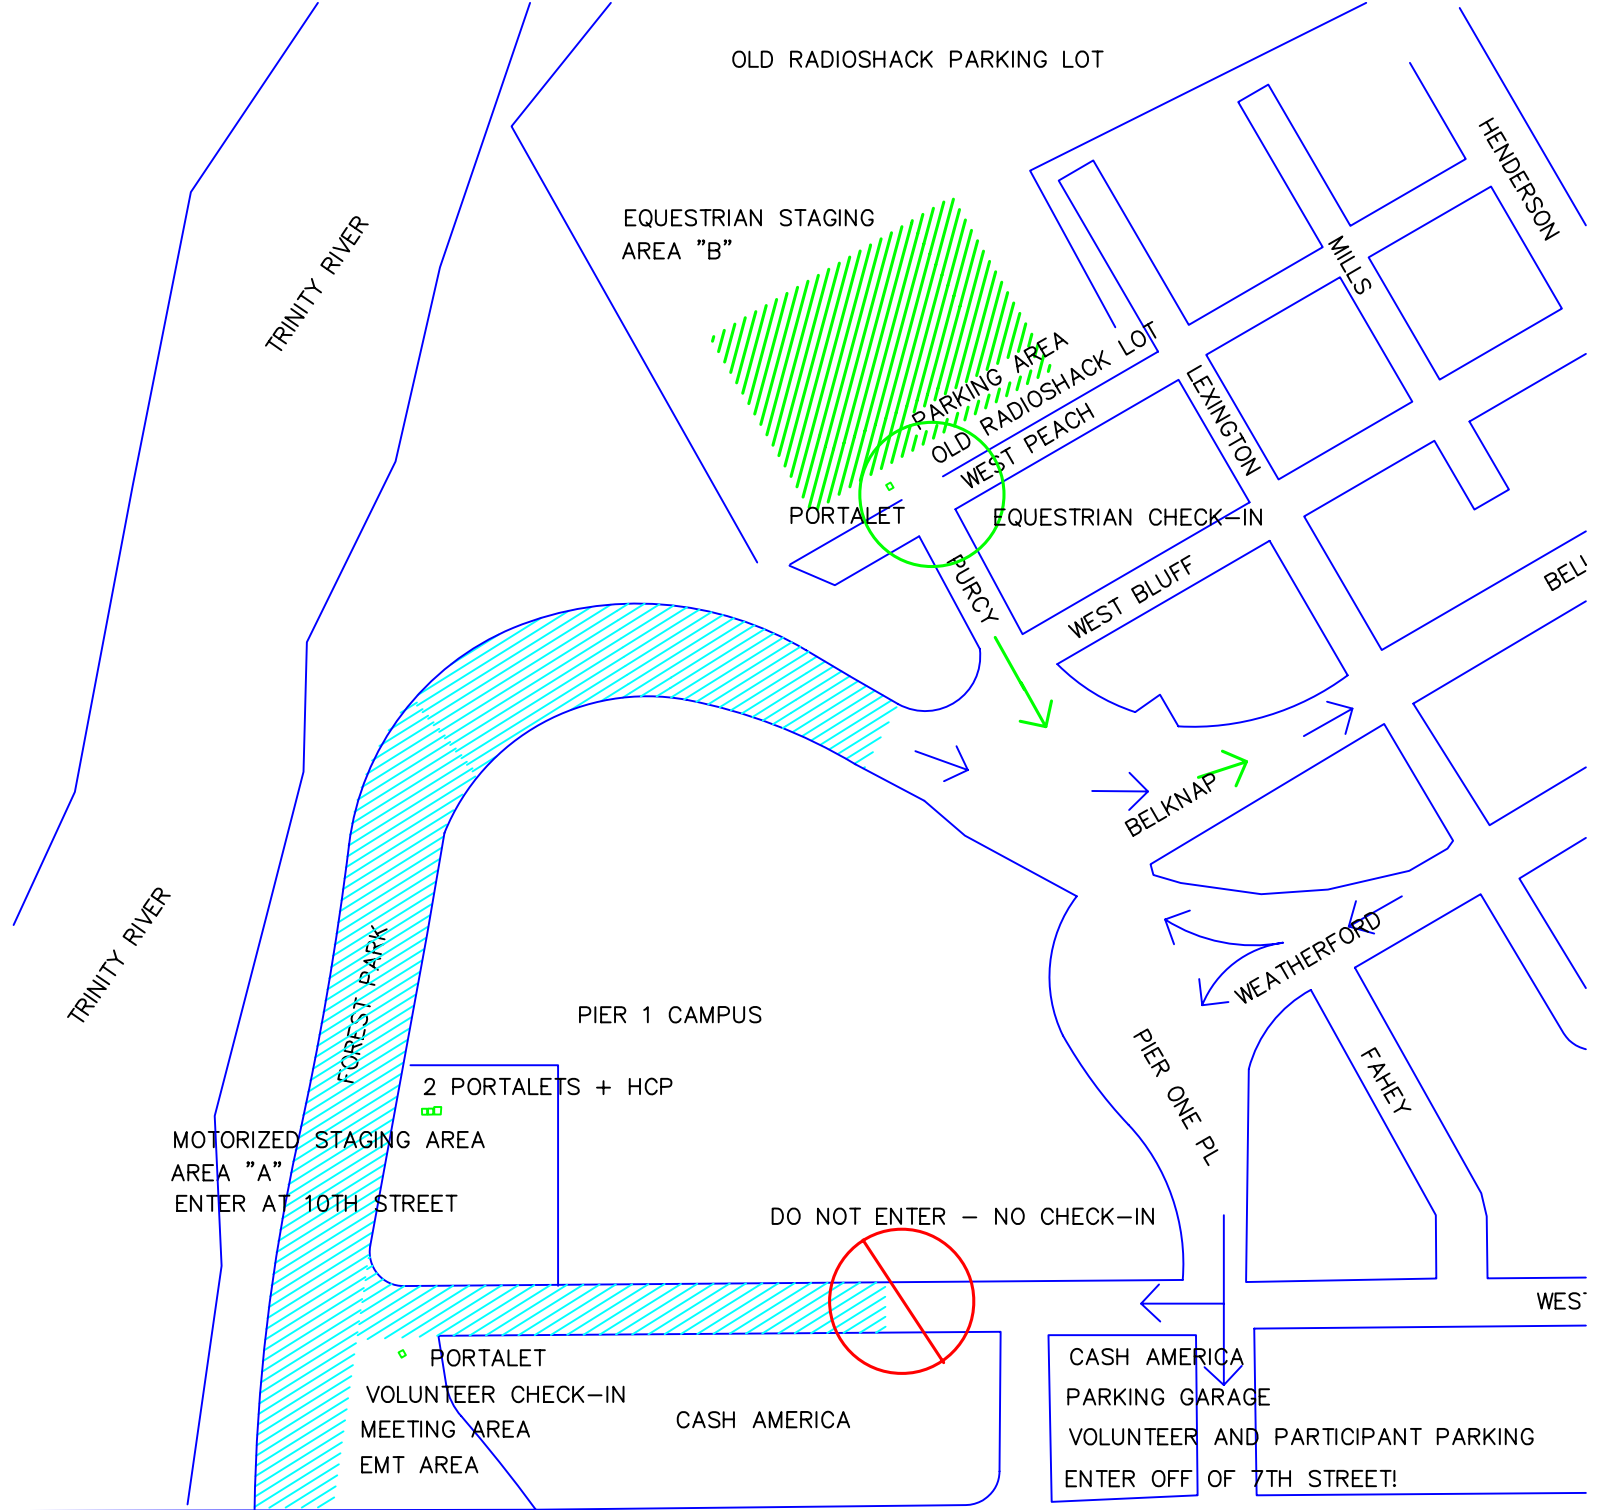 OLD RADIOSHACK PARKING LOT
HENDERSON
EQUESTRIAN STAGING
AREA "B"
TRINITY RIVER
MILLS
PARKING AREA
OLD RADIOSHACK LOT
WEST PEACH
LEXINGTON
PORTALET
EQUESTRIAN CHECK-IN
PURCY
WEST BLUFF
BELKNAP
TRINITY RIVER
FOREST PARK
WEATHERFORD
PIER 1 CAMPUS
PIER ONE PL
FAHEY
2 PORTALETS + HCP
MOTORIZED STAGING AREA
AREA "A"
ENTER AT 10TH STREET
DO NOT ENTER - NO CHECK-IN
WEST
PORTALET
VOLUNTEER CHECK-IN
MEETING AREA
EMT AREA
CASH AMERICA
CASH AMERICA
PARKING GARAGE
VOLUNTEER AND PARTICIPANT PARKING
ENTER OFF OF 7TH STREET!